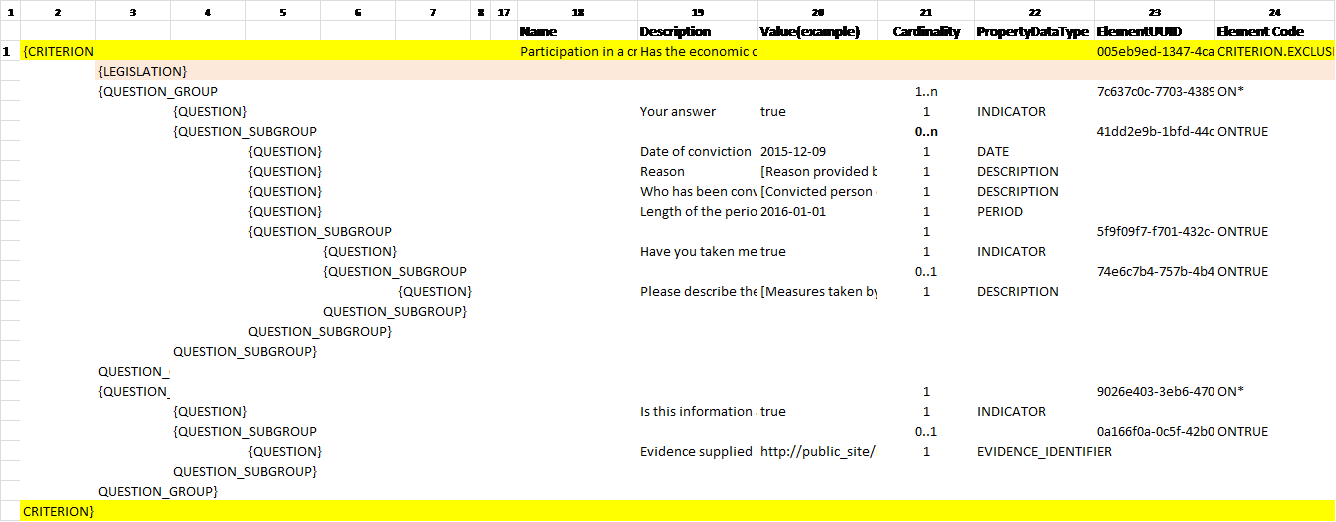 1 2 3 4 5 6 7 8 17 18 19 20 21 22 23 24
Name Description Value(example) Cardinality PropertyDataType ElementUUID Element Code
1 {CRITERION Participation in a cr Has the economic o 005eb9ed-1347-4ca CRITERION.EXCLUSI
{LEGISLATION}
{QUESTION_GROUP 1..n 7c637c0c-7703-4389 ON*
{QUESTION} Your answer true 1 INDICATOR
{QUESTION_SUBGROUP 0..n 41dd2e9b-1bfd-44c ONTRUE
{QUESTION} Date of conviction 2015-12-09 1 DATE
{QUESTION} Reason [Reason provided b 1 DESCRIPTION
{QUESTION} Who has been conv [Convicted person 1 DESCRIPTION
{QUESTION} Length of the perio 2016-01-01 1 PERIOD
{QUESTION_SUBGROUP 1 5f9f09f7-f701-432c- ONTRUE
{QUESTION} Have you taken me true 1 INDICATOR
{QUESTION_SUBGROUP 0..1 74e6c7b4-757b-4b4 ONTRUE
{QUESTION} Please describe the [Measures taken by 1 DESCRIPTION
QUESTION_SUBGROUP}
QUESTION_SUBGROUP}
QUESTION_SUBGROUP}
QUESTION_
{QUESTION_ 1 9026e403-3eb6-470 ON*
{QUESTION} Is this information true 1 INDICATOR
{QUESTION_SUBGROUP 0..1 0a166f0a-0c5f-42b0 ONTRUE
{QUESTION} Evidence supplied http://public_site/ 1 EVIDENCE_IDENTIFIER
QUESTION_SUBGROUP}
QUESTION_GROUP}
CRITERION}